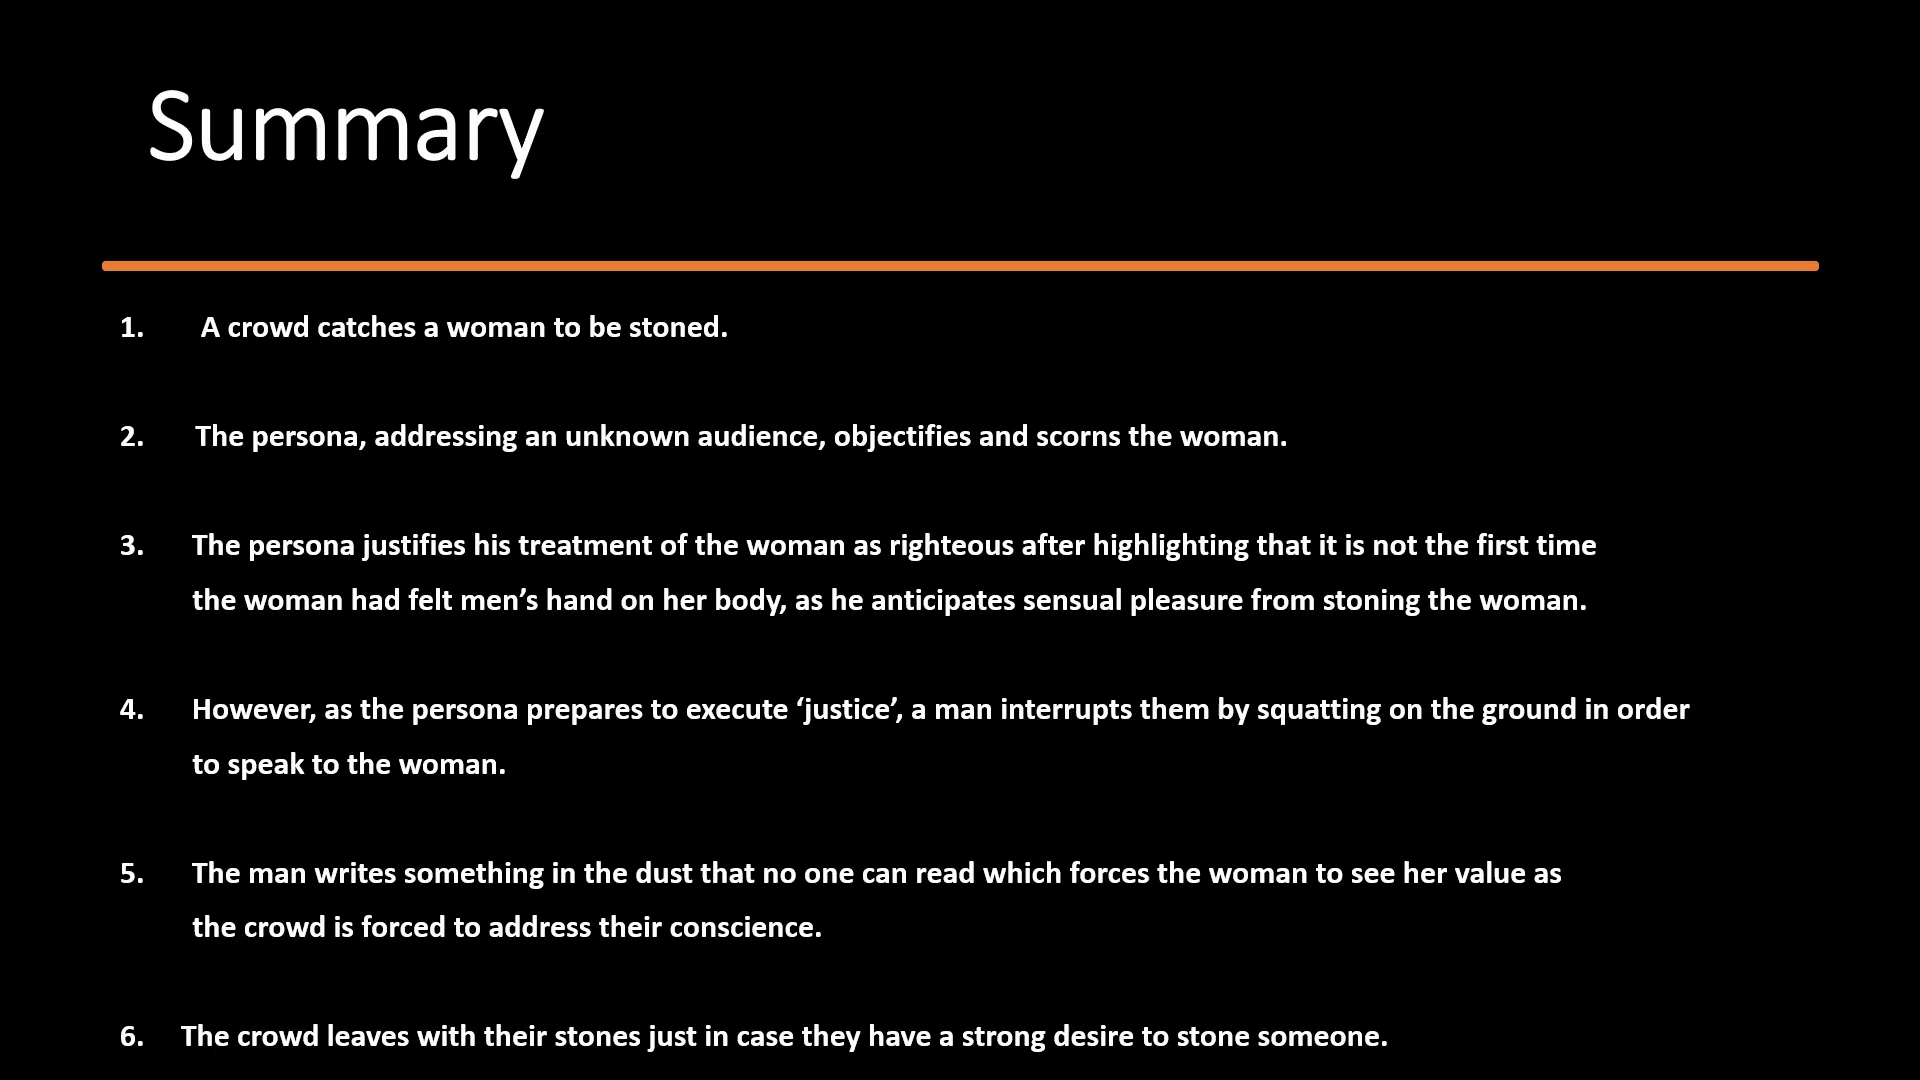 Summary
1. A crowd catches a woman to be stoned.
2. The persona, addressing an unknown audience, objectifies and scorns the woman.
3. The persona justifies his treatment of the woman as righteous after highlighting that it is not the first time
the woman had felt men’s hand on her body, as he anticipates sensual pleasure from stoning the woman.
4. However, as the persona prepares to execute ‘justice’, a man interrupts them by squatting on the ground in order
to speak to the woman.
5. The man writes something in the dust that no one can read which forces the woman to see her value as
the crowd is forced to address their conscience.
6. The crowd leaves with their stones just in case they have a strong desire to stone someone.